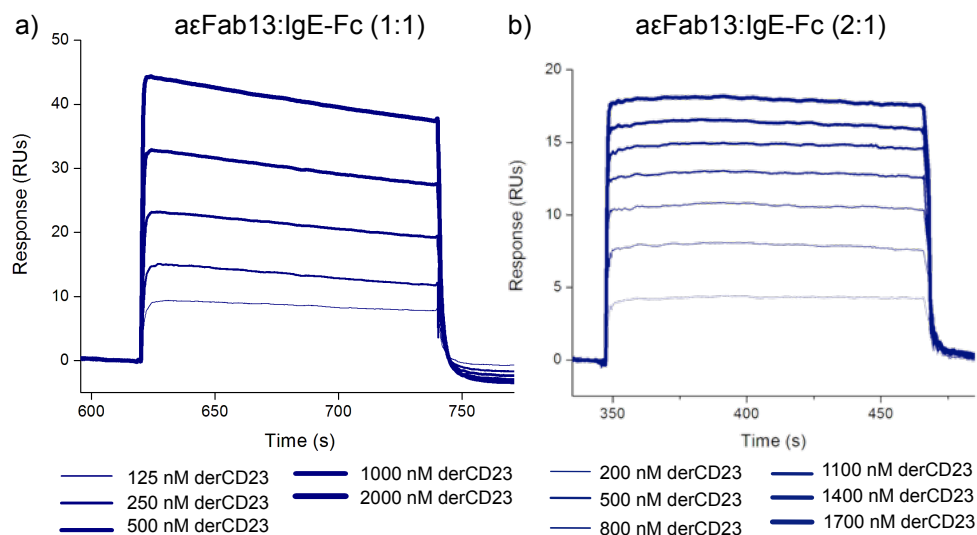 a) aεFab13:IgE-Fc (1:1)
50
40
30
20
10
0
Response (RUs)
600 650 700 750
Time (s)
125 nM derCD23
250 nM derCD23
500 nM derCD23
1000 nM derCD23
2000 nM derCD23
b) aεFab13:IgE-Fc (2:1)
20
15
10
5
0
Response (RUs)
350 400 450
Time (s)
200 nM derCD23
500 nM derCD23
800 nM derCD23
1100 nM derCD23
1400 nM derCD23
1700 nM derCD23